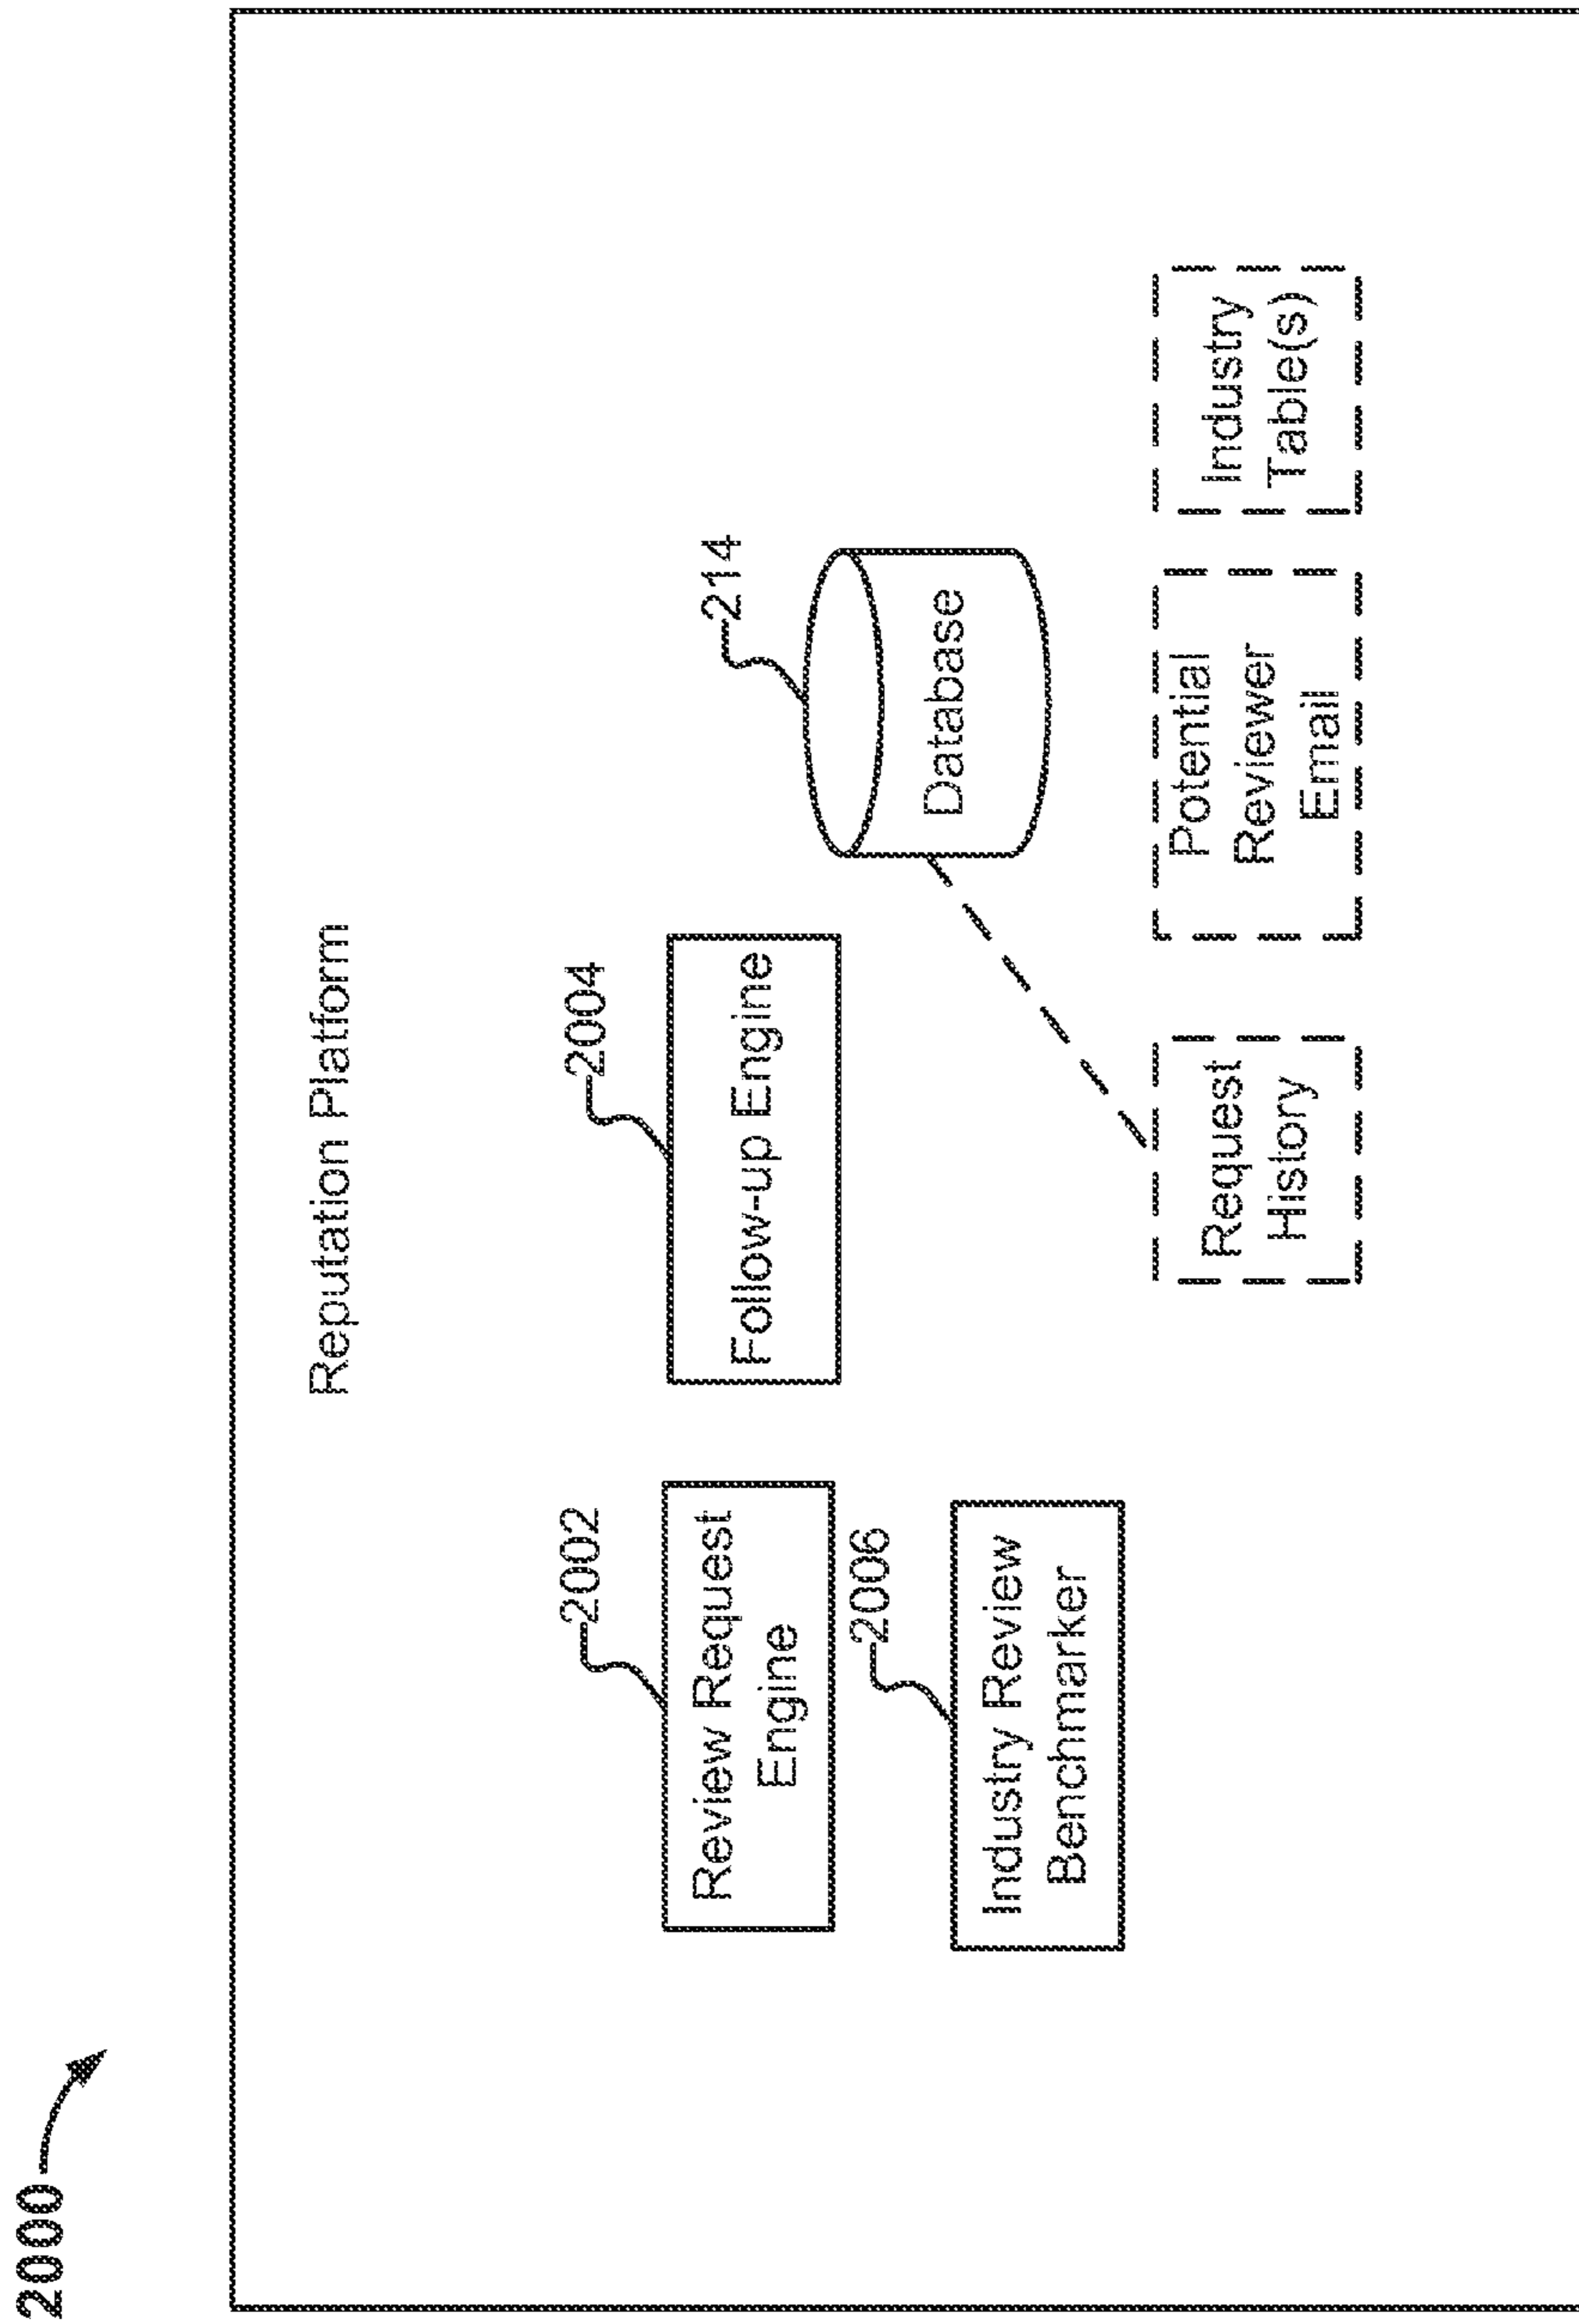 2000
Reputation Platform
2002
Review Request
Engine
2004
Follow-up Engine
214
Database
2006
Industry Review
Benchmarker
Request
History
Potential
Reviewer
Email
Industry
Table(s)